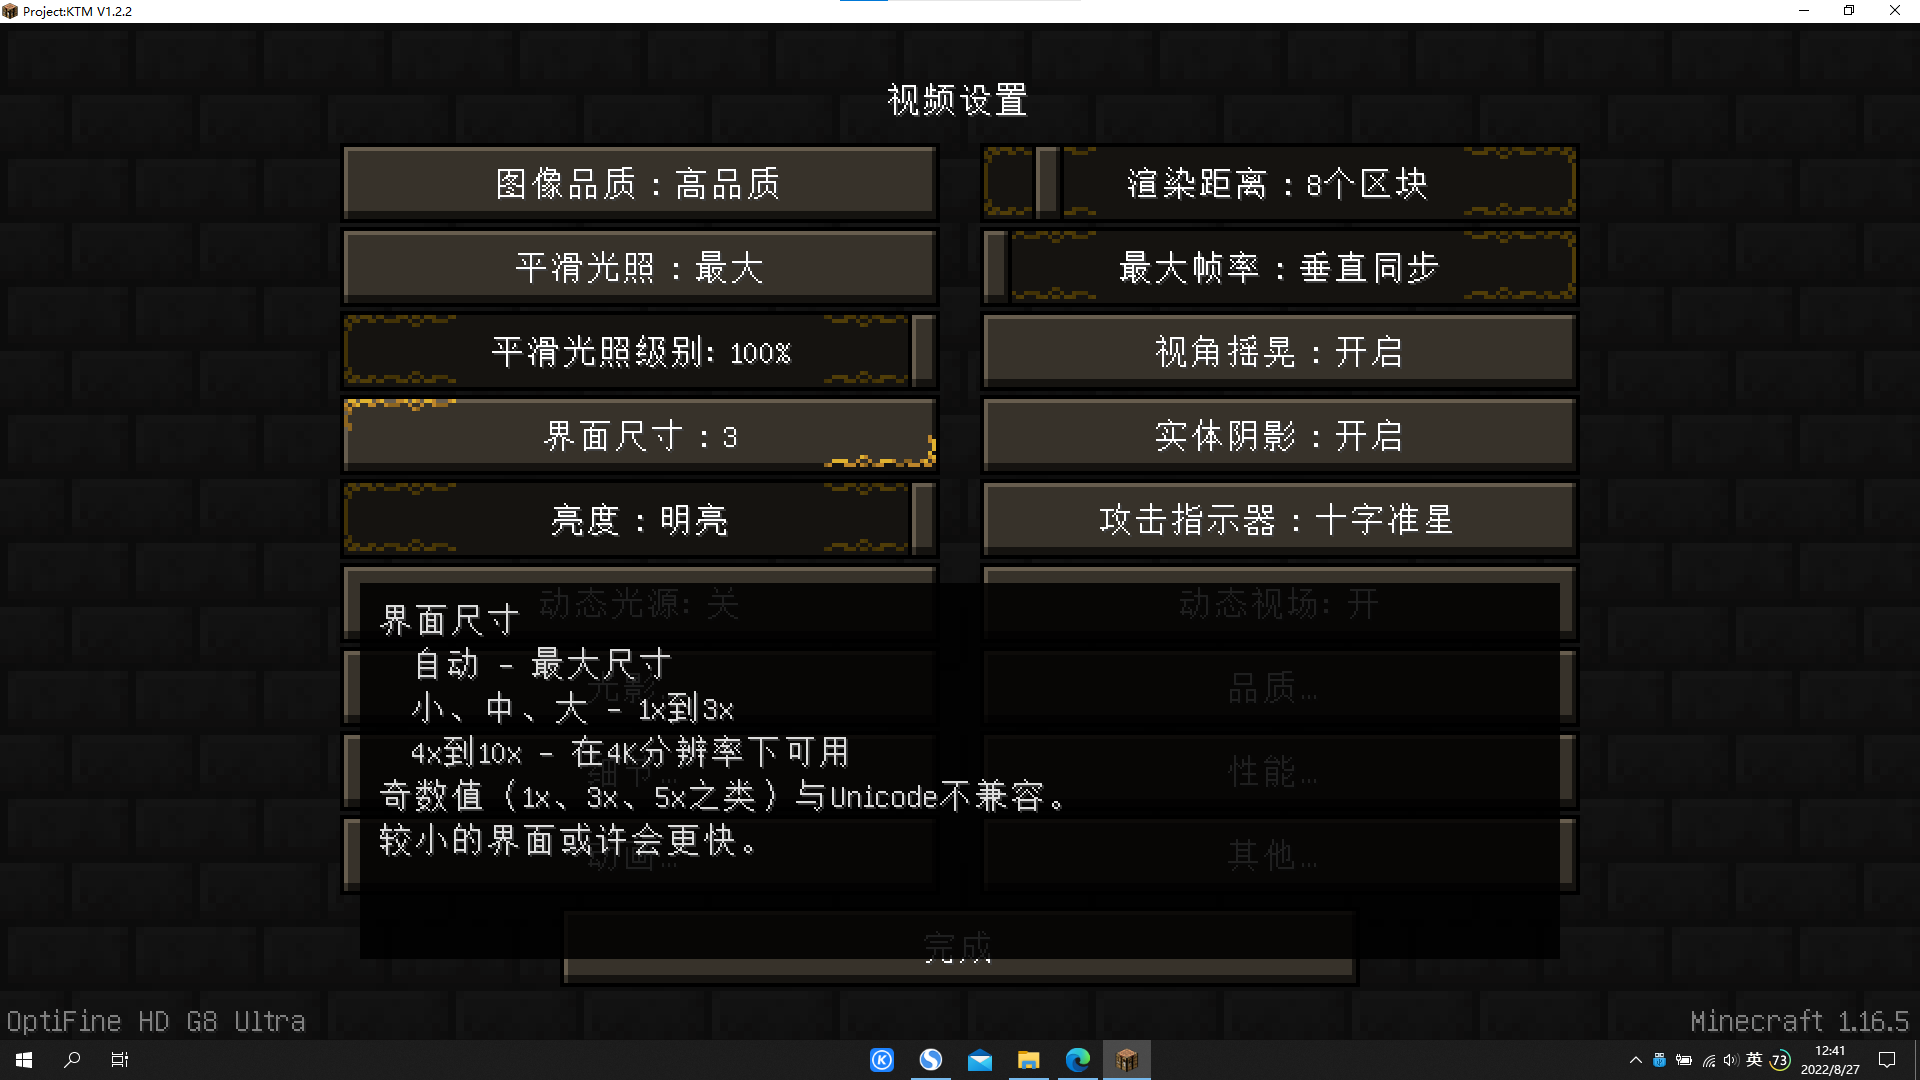 Project:KTM V1.2.2
视频设置
图像品质：高品质
渲染距离：8个区块
平滑光照：最大
最大帧率：垂直同步
平滑光照级别: 100%
视角摇晃：开启
界面尺寸：3
实体阴影：开启
亮度：明亮
攻击指示器：十字准星
动态光源: 关
动态视场: 开
界面尺寸
自动 - 最大尺寸
光影...
品质...
小、中、大 - 1x到3x
4x到10x - 在4K分辨率下可用
细节...
性能...
奇数值（1x、3x、5x之类）与Unicode不兼容。
较小的界面或许会更快。
动画...
其他...
完成
OptiFine HD G8 Ultra
Minecraft 1.16.5
英
73
12:41
2022/8/27